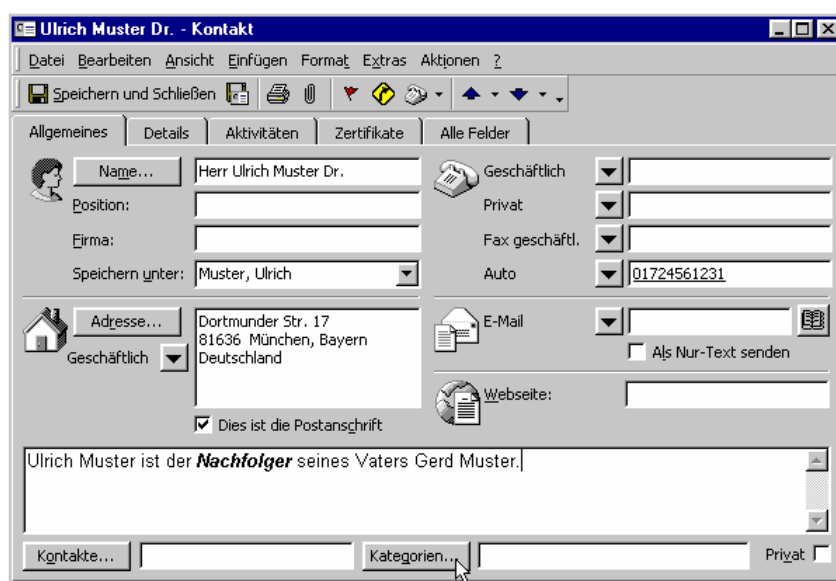 Ulrich Muster Dr. - Kontakt
Datei Bearbeiten Ansicht Einfügen Format Extras Aktionen ?
Speichern und Schließen
Allgemeines Details Aktivitäten Zertifikate Alle Felder
Name... Herr Ulrich Muster Dr. Geschäftlich
Position: Privat
Firma: Fax geschäftl.
Speichern unter: Muster, Ulrich Auto 01724561231
Adresse... Dortmunder Str. 17 E-Mail
81636 München, Bayern
Geschäftlich Deutschland Als Nur-Text senden
Webseite:
Dies ist die Postanschrift
Ulrich Muster ist der Nachfolger seines Vaters Gerd Muster.
Kontakte... Kategorien... Privat